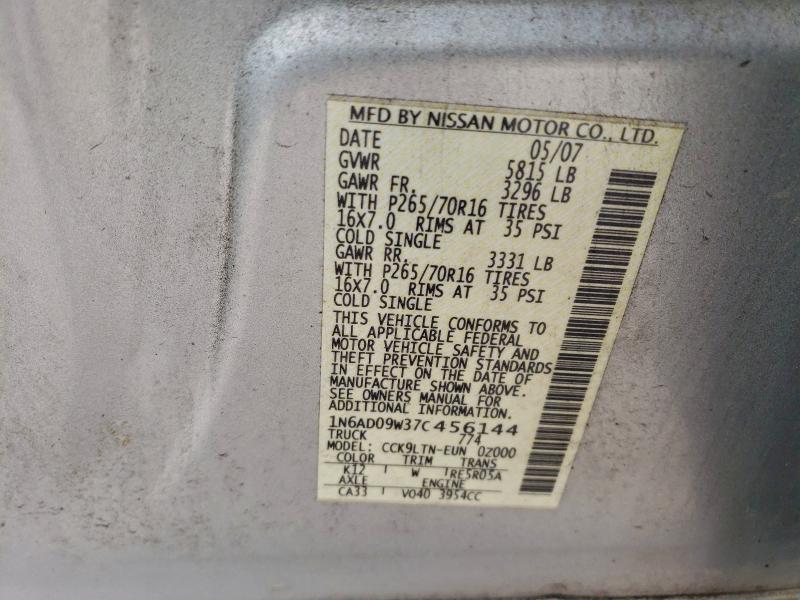 MFD BY NISSAN MOTOR CO., LTD.
DATE 05/07
GVWR 5815 LB
GAWR FR. 3296 LB
WITH P265/70R16 TIRES
16X7.0 RIMS AT 35 PSI
COLD SINGLE
GAWR RR. 3331 LB
WITH P265/70R16 TIRES
16X7.0 RIMS AT 35 PSI
COLD SINGLE
THIS VEHICLE CONFORMS TO
ALL APPLICABLE FEDERAL
MOTOR VEHICLE SAFETY AND
THEFT PREVENTION STANDARDS
IN EFFECT ON THE DATE OF
MANUFACTURE SHOWN ABOVE.
SEE OWNERS MANUAL FOR
ADDITIONAL INFORMATION.
1N6AD09W37C456144
TRUCK 774
MODEL: CCK9LTN-EUN 02000
COLOR TRIM TRANS
K12 W RE5R05A
AXLE ENGINE
CA33 VQ40 3954CC